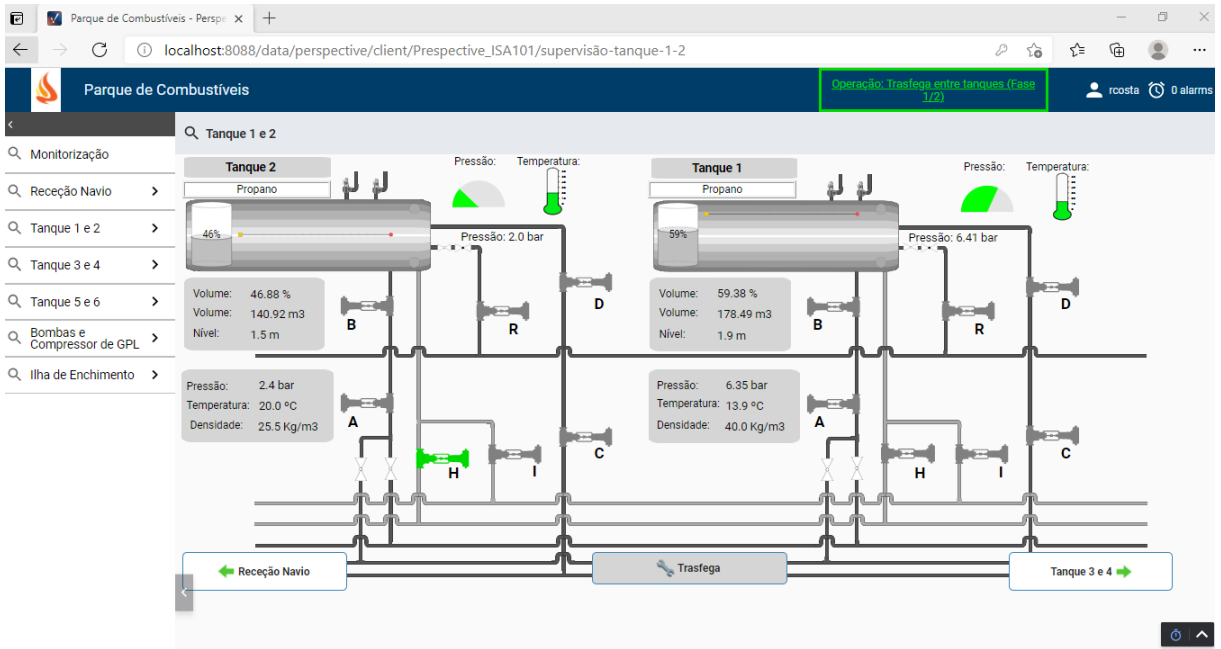 Parque de Combustíveis - Perspe
localhost:8088/data/perspective/client/Prespective_ISA101/supervisão-tanque-1-2
Parque de Combustíveis
Operação: Trasfega entre tanques (Fase
1/2)
rcosta
0 alarms
Tanque 1 e 2
Monitorização
Receção Navio
Tanque 1 e 2
Tanque 3 e 4
Tanque 5 e 6
Bombas e
Compressor de GPL
Ilha de Enchimento
Tanque 2
Propano
Pressão:
Temperatura:
46%
Pressão: 2.0 bar
Volume: 46.88 %
Volume: 140.92 m3
Nível: 1.5 m
B
R
D
Pressão: 2.4 bar
Temperatura: 20.0 ºC
Densidade: 25.5 Kg/m3
A
H
I
C
Tanque 1
Propano
Pressão:
Temperatura:
59%
Pressão: 6.41 bar
Volume: 59.38 %
Volume: 178.49 m3
Nível: 1.9 m
B
R
D
Pressão: 6.35 bar
Temperatura: 13.9 ºC
Densidade: 40.0 Kg/m3
A
H
I
C
Receção Navio
Trasfega
Tanque 3 e 4